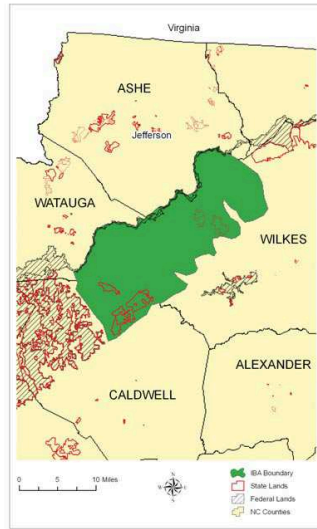 Virginia
ASHE
Jefferson
WATAUGA
WILKES
ALEXANDER
CALDWELL
0 5 10 Miles
IBA Boundary
State Lands
Federal Lands
NC Counties